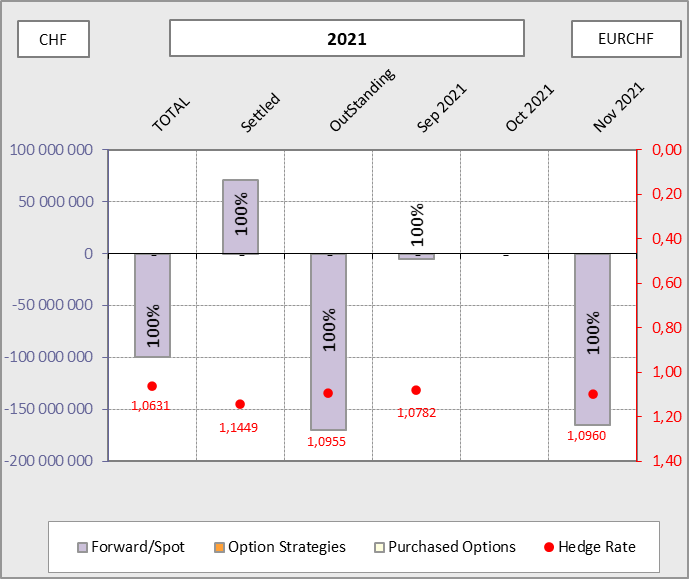 CHF
2021
EURCHF
TOTAL
Settled
OutStanding
Sep 2021
Oct 2021
Nov 2021
100 000 000
50 000 000
0
-50 000 000
-100 000 000
-150 000 000
-200 000 000
0,00
0,20
0,40
0,60
0,80
1,00
1,20
1,40
100%
100%
100%
100%
100%
1,0631
1,1449
1,0955
1,0782
1,0960
Forward/Spot
Option Strategies
Purchased Options
Hedge Rate